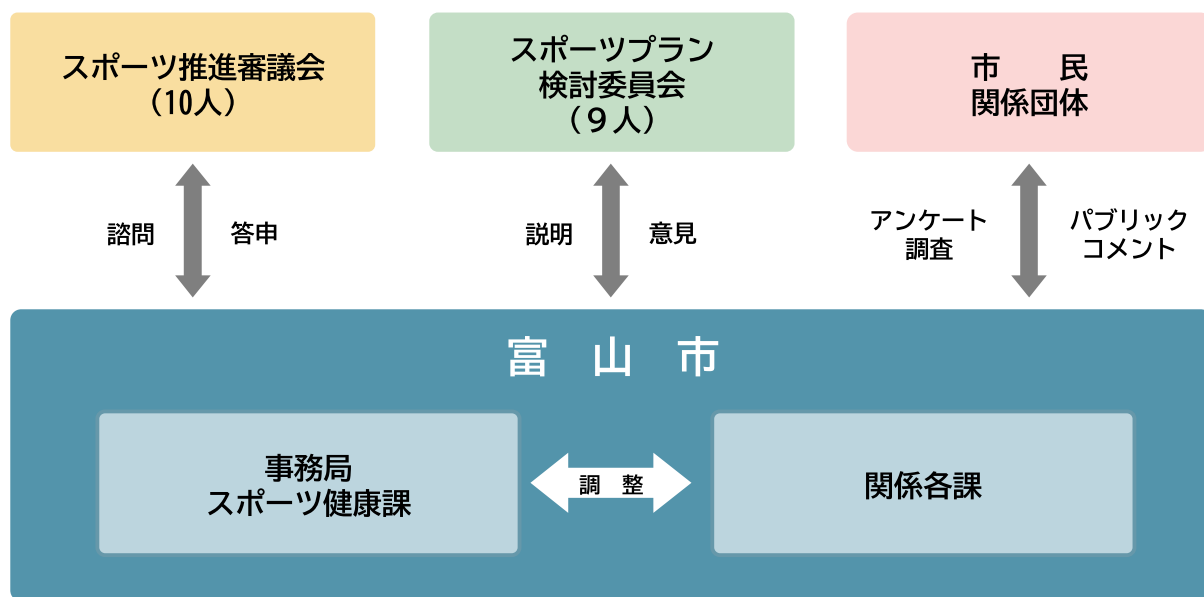 スポーツ推進審議会
（10人）
スポーツプラン
検討委員会
（９人）
市　　民
関係団体
諮問
答申
説明
意見
アンケート
調査
パブリック
コメント
富　山　市
事務局
スポーツ健康課
調　整
関係各課